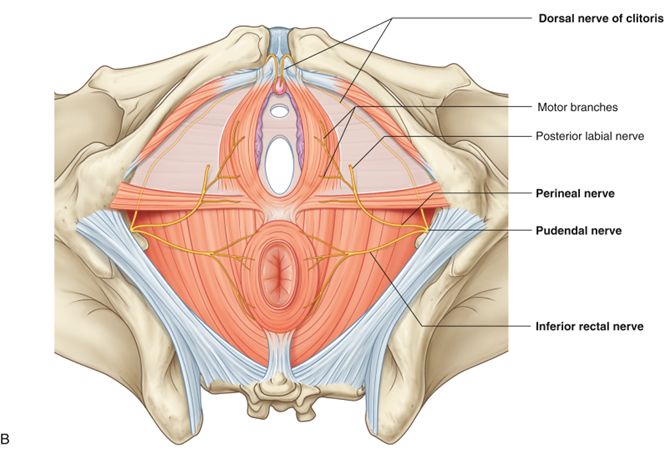 Dorsal nerve of clitoris
Motor branches
Posterior labial nerve
Perineal nerve
Pudendal nerve
Inferior rectal nerve
B